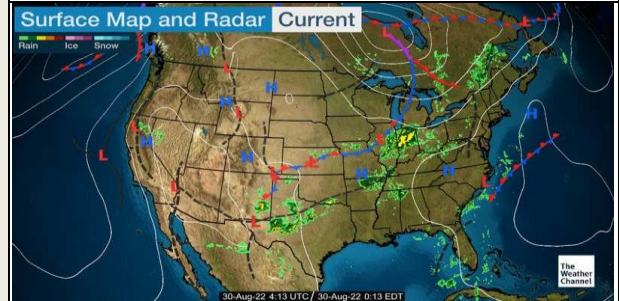 Surface Map and Radar Current
Rain Ice Snow
H
H
L
L
L
L
H
H
L
H
L
H
L
L
L
H
L
L
H
H
L
L
The
Weather
Channel
30-Aug-22 4:13 UTC / 30-Aug-22 0:13 EDT